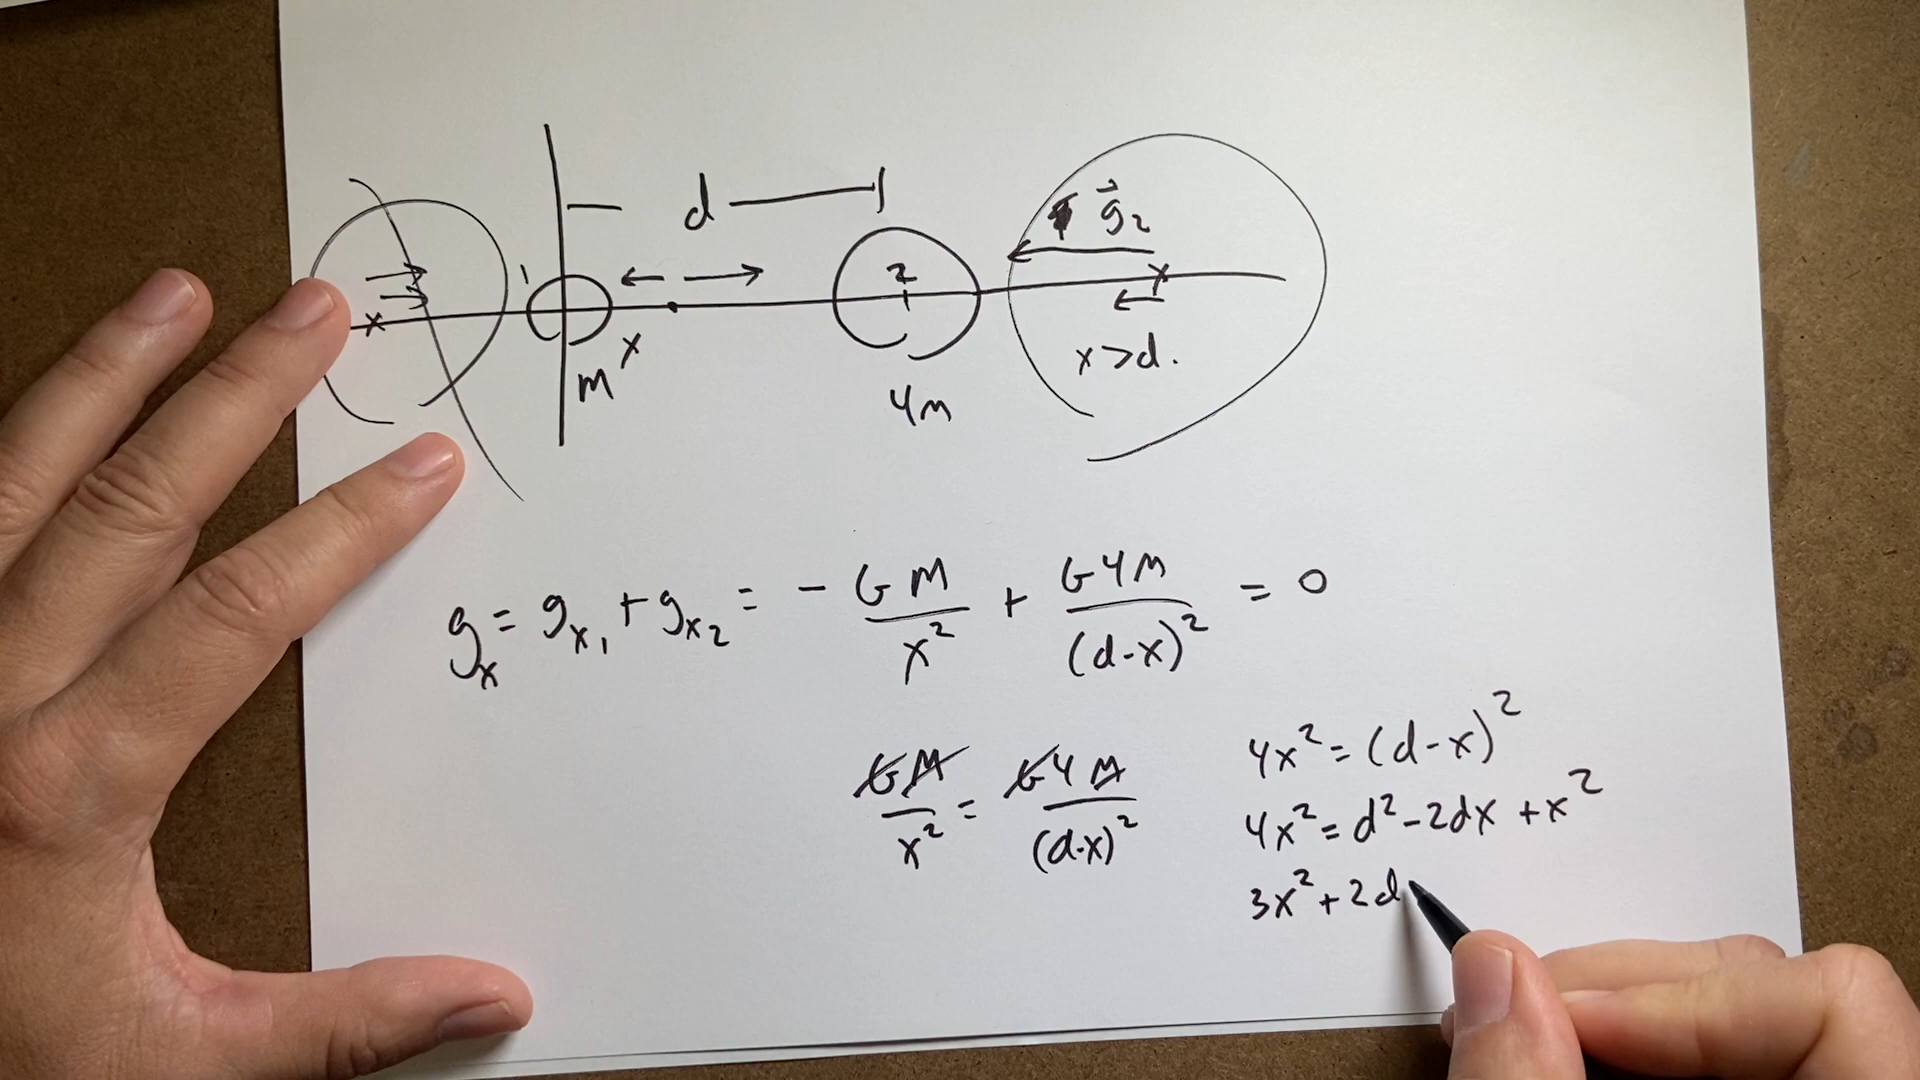 d
g⃗₂
1
2
x
x
x
x > d.
M
4M
gₓ = gₓ₁ + gₓ₂ = - GM/x² + G4M/(d-x)² = 0
GM/x² = G4M/(d-x)²
4x² = (d-x)²
4x² = d² - 2dx + x²
3x² + 2d